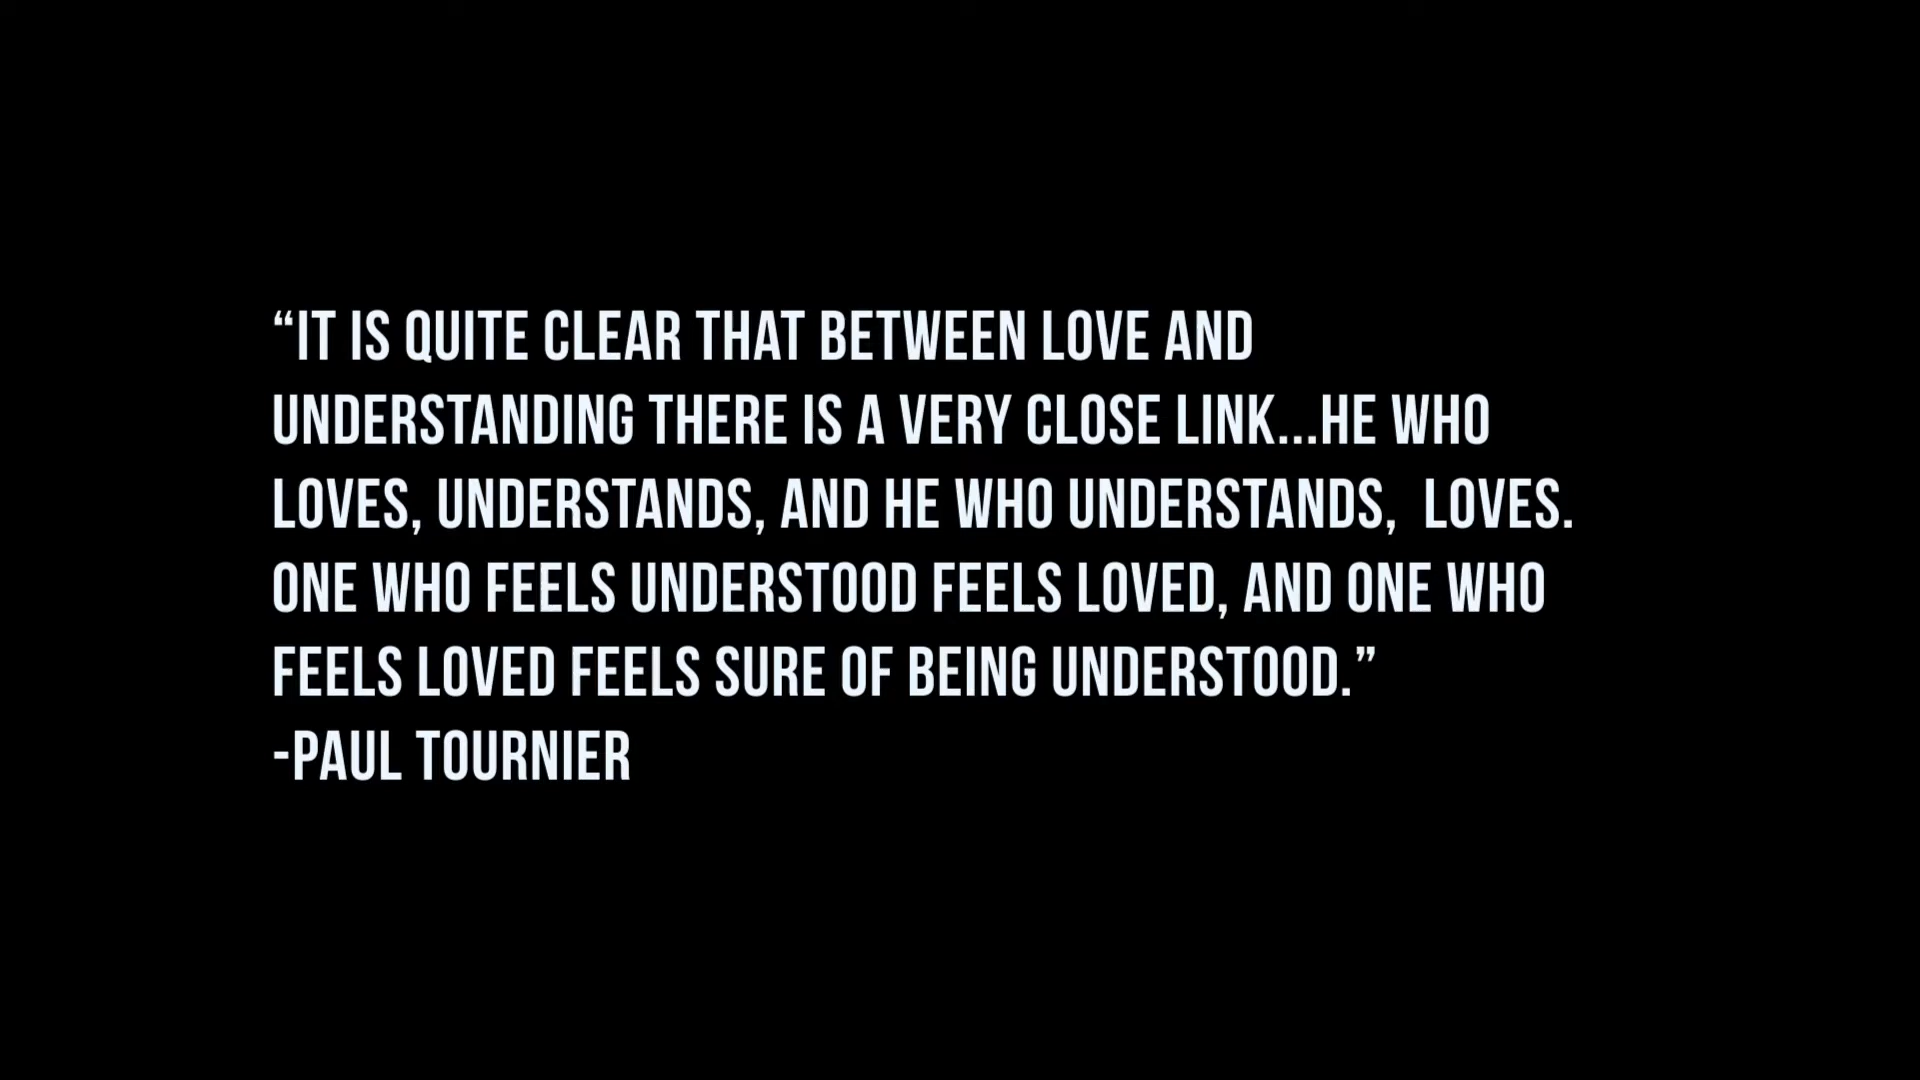 “IT IS QUITE CLEAR THAT BETWEEN LOVE AND
UNDERSTANDING THERE IS A VERY CLOSE LINK...HE WHO
LOVES, UNDERSTANDS, AND HE WHO UNDERSTANDS,  LOVES.
ONE WHO FEELS UNDERSTOOD FEELS LOVED, AND ONE WHO
FEELS LOVED FEELS SURE OF BEING UNDERSTOOD.”
-PAUL TOURNIER